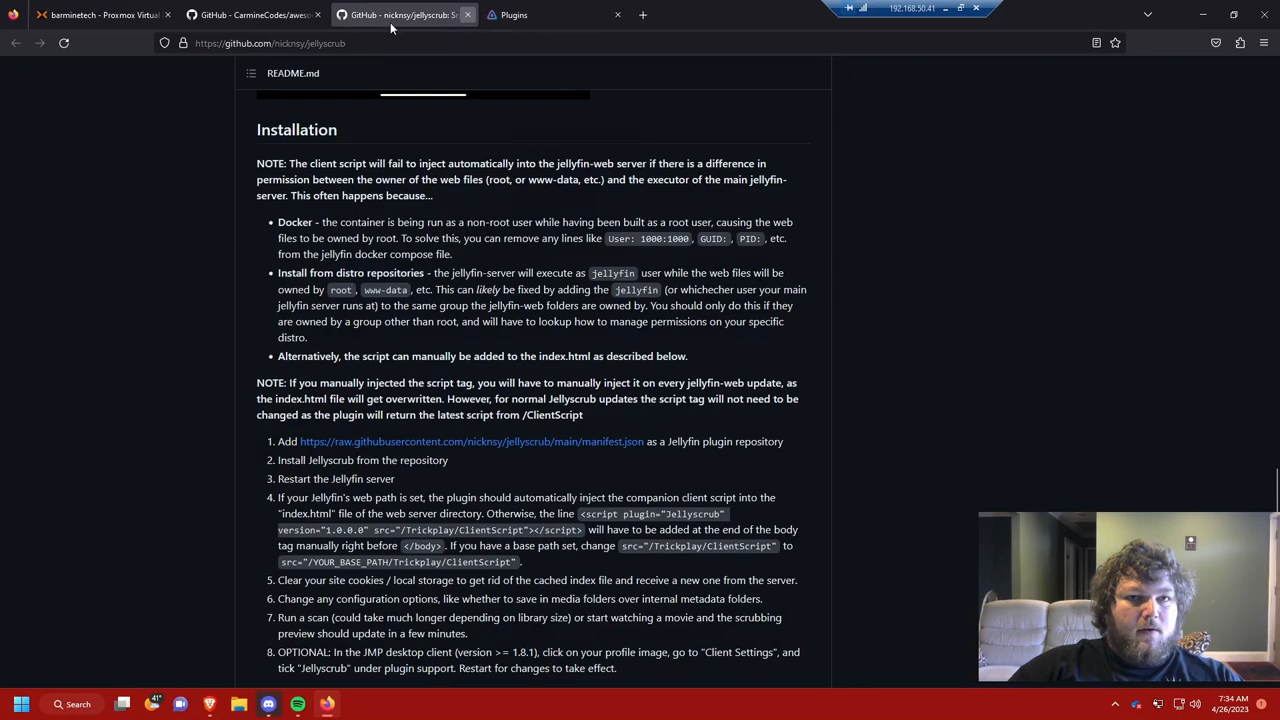 barminetech - Proxmox Virtual
GitHub - CarmineCodes/aweso
GitHub - nicknsy/jellyscrub: Sr
Plugins
192.168.50.41
https://github.com/nicknsy/jellyscrub
README.md
Installation
NOTE: The client script will fail to inject automatically into the jellyfin-web server if there is a difference in
permission between the owner of the web files (root, or www-data, etc.) and the executor of the main jellyfin-
server. This often happens because...
• Docker - the container is being run as a non-root user while having been built as a root user, causing the web
files to be owned by root. To solve this, you can remove any lines like User: 1000:1000, GUID:, PID:, etc.
from the jellyfin docker compose file.
• Install from distro repositories - the jellyfin-server will execute as jellyfin user while the web files will be
owned by root, www-data, etc. This can likely be fixed by adding the jellyfin (or whichecher user your main
jellyfin server runs at) to the same group the jellyfin-web folders are owned by. You should only do this if they
are owned by a group other than root, and will have to lookup how to manage permissions on your specific
distro.
• Alternatively, the script can manually be added to the index.html as described below.
NOTE: If you manually injected the script tag, you will have to manually inject it on every jellyfin-web update, as
the index.html file will get overwritten. However, for normal Jellyscrub updates the script tag will not need to be
changed as the plugin will return the latest script from /ClientScript
1. Add https://raw.githubusercontent.com/nicknsy/jellyscrub/main/manifest.json as a Jellyfin plugin repository
2. Install Jellyscrub from the repository
3. Restart the Jellyfin server
4. If your Jellyfin's web path is set, the plugin should automatically inject the companion client script into the
"index.html" file of the web server directory. Otherwise, the line <script plugin="Jellyscrub"
version="1.0.0.0" src="/Trickplay/ClientScript"></script> will have to be added at the end of the body
tag manually right before </body>. If you have a base path set, change src="/Trickplay/ClientScript" to
src="/YOUR_BASE_PATH/Trickplay/ClientScript".
5. Clear your site cookies / local storage to get rid of the cached index file and receive a new one from the server.
6. Change any configuration options, like whether to save in media folders over internal metadata folders.
7. Run a scan (could take much longer depending on library size) or start watching a movie and the scrubbing
preview should update in a few minutes.
8. OPTIONAL: In the JMP desktop client (version >= 1.8.1), click on your profile image, go to "Client Settings", and
tick "Jellyscrub" under plugin support. Restart for changes to take effect.
Search
41°
7:34 AM
4/26/2023
1